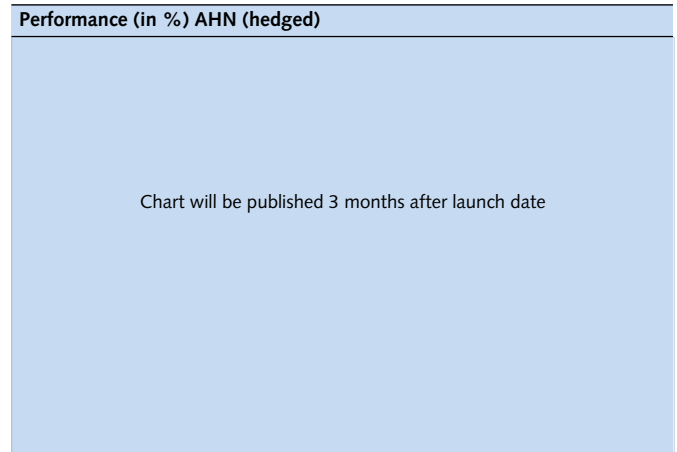 Performance (in %) AHN (hedged)
Chart will be published 3 months after launch date